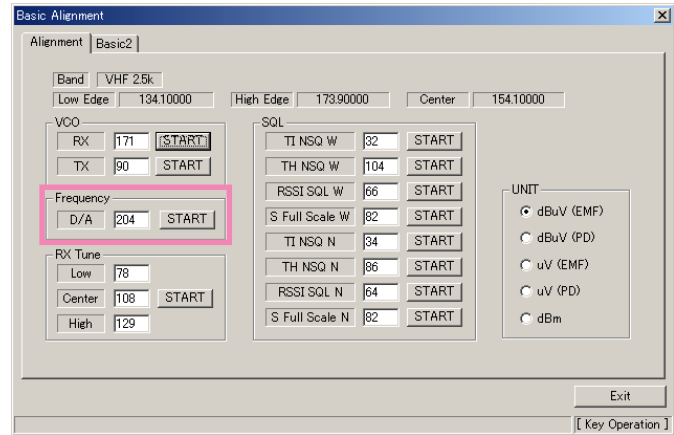 Basic Alignment
Alignment Basic2
Band VHF 2.5k
Low Edge 134.10000 High Edge 173.90000 Center 154.10000
VCO
RX 171 START
TX 90 START
Frequency
D/A 204 START
RX Tune
Low 78
Center 108 START
High 129
SQL
TI NSQ W 32 START
TH NSQ W 104 START
RSSI SQL W 66 START
S Full Scale W 82 START
TI NSQ N 34 START
TH NSQ N 86 START
RSSI SQL N 64 START
S Full Scale N 82 START
UNIT
dBuV (EMF)
dBuV (PD)
uV (EMF)
uV (PD)
dBm
Exit
[ Key Operation ]